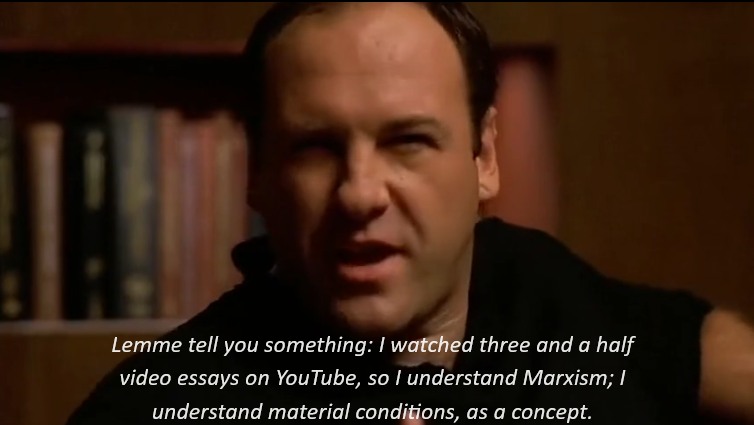 Lemme tell you something: I watched three and a half
video essays on YouTube, so I understand Marxism; I
understand material conditions, as a concept.